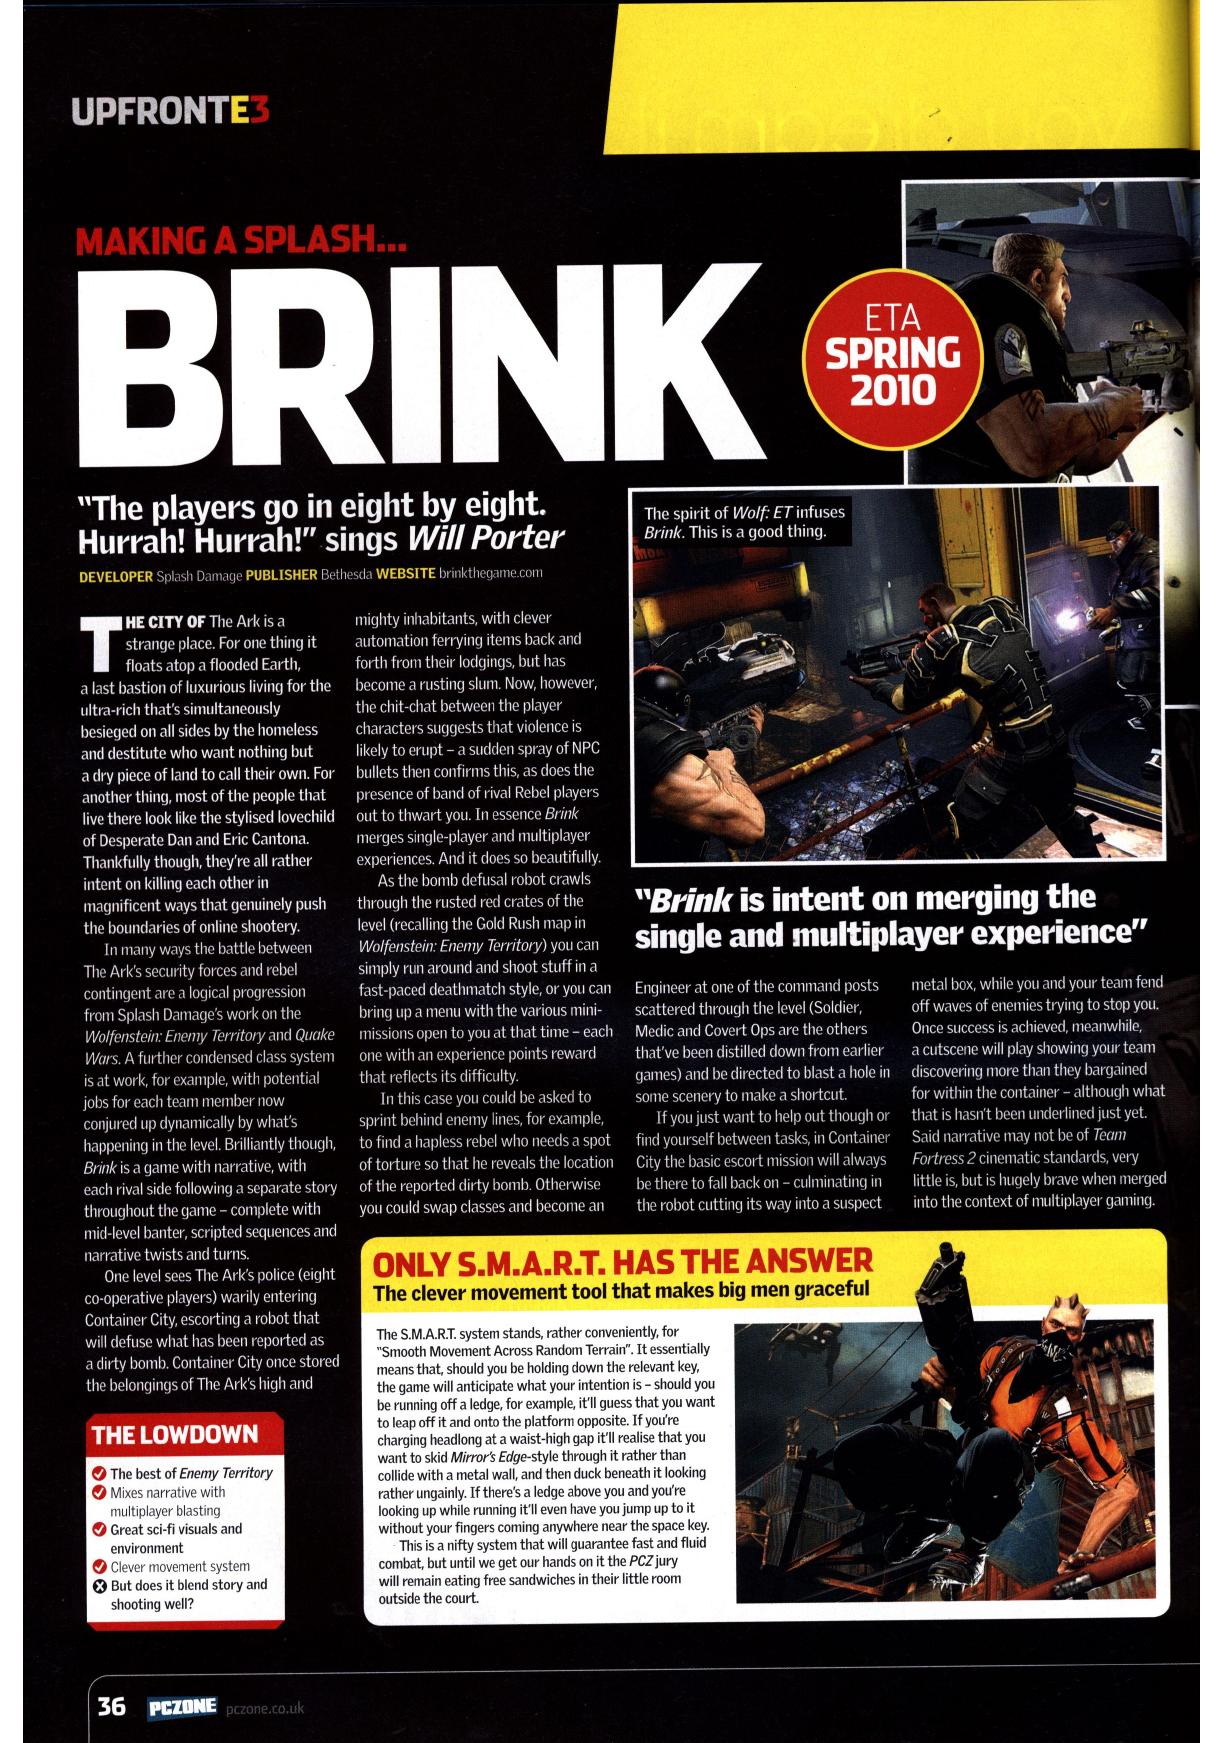 UPFRONTE3
MAKING A SPLASH...
BRINK
ETA
SPRING
2010
"The players go in eight by eight.
Hurrah! Hurrah!" sings Will Porter
DEVELOPER Splash Damage PUBLISHER Bethesda WEBSITE brinkthegame.com
The spirit of Wolf: ET infuses
Brink. This is a good thing.
THE CITY OF The Ark is a
strange place. For one thing it
floats atop a flooded Earth,
a last bastion of luxurious living for the
ultra-rich that's simultaneously
besieged on all sides by the homeless
and destitute who want nothing but
a dry piece of land to call their own. For
another thing, most of the people that
live there look like the stylised lovechild
of Desperate Dan and Eric Cantona.
Thankfully though, they're all rather
intent on killing each other in
magnificent ways that genuinely push
the boundaries of online shootery.
In many ways the battle between
The Ark's security forces and rebel
contingent are a logical progression
from Splash Damage's work on the
Wolfenstein: Enemy Territory and Quake
Wars. A further condensed class system
is at work, for example, with potential
jobs for each team member now
conjured up dynamically by what's
happening in the level. Brilliantly though,
Brink is a game with narrative, with
each rival side following a separate story
throughout the game – complete with
mid-level banter, scripted sequences and
narrative twists and turns.
One level sees The Ark's police (eight
co-operative players) warily entering
Container City, escorting a robot that
will defuse what has been reported as
a dirty bomb. Container City once stored
the belongings of The Ark's high and
mighty inhabitants, with clever
automation ferrying items back and
forth from their lodgings, but has
become a rusting slum. Now, however,
the chit-chat between the player
characters suggests that violence is
likely to erupt – a sudden spray of NPC
bullets then confirms this, as does the
presence of band of rival Rebel players
out to thwart you. In essence Brink
merges single-player and multiplayer
experiences. And it does so beautifully.
As the bomb defusal robot crawls
through the rusted red crates of the
level (recalling the Gold Rush map in
Wolfenstein: Enemy Territory) you can
simply run around and shoot stuff in a
fast-paced deathmatch style, or you can
bring up a menu with the various mini-
missions open to you at that time – each
one with an experience points reward
that reflects its difficulty.
In this case you could be asked to
sprint behind enemy lines, for example,
to find a hapless rebel who needs a spot
of torture so that he reveals the location
of the reported dirty bomb. Otherwise
you could swap classes and become an
"Brink is intent on merging the
single and multiplayer experience"
Engineer at one of the command posts
scattered through the level (Soldier,
Medic and Covert Ops are the others
that've been distilled down from earlier
games) and be directed to blast a hole in
some scenery to make a shortcut.
If you just want to help out though or
find yourself between tasks, in Container
City the basic escort mission will always
be there to fall back on – culminating in
the robot cutting its way into a suspect
metal box, while you and your team fend
off waves of enemies trying to stop you.
Once success is achieved, meanwhile,
a cutscene will play showing your team
discovering more than they bargained
for within the container – although what
that is hasn't been underlined just yet.
Said narrative may not be of Team
Fortress 2 cinematic standards, very
little is, but is hugely brave when merged
into the context of multiplayer gaming.
THE LOWDOWN
The best of Enemy Territory
Mixes narrative with
multiplayer blasting
Great sci-fi visuals and
environment
Clever movement system
But does it blend story and
shooting well?
ONLY S.M.A.R.T. HAS THE ANSWER
The clever movement tool that makes big men graceful
The S.M.A.R.T. system stands, rather conveniently, for
"Smooth Movement Across Random Terrain". It essentially
means that, should you be holding down the relevant key,
the game will anticipate what your intention is – should you
be running off a ledge, for example, it'll guess that you want
to leap off it and onto the platform opposite. If you're
charging headlong at a waist-high gap it'll realise that you
want to skid Mirror's Edge-style through it rather than
collide with a metal wall, and then duck beneath it looking
rather ungainly. If there's a ledge above you and you're
looking up while running it'll even have you jump up to it
without your fingers coming anywhere near the space key.
This is a nifty system that will guarantee fast and fluid
combat, but until we get our hands on it the PCZ jury
will remain eating free sandwiches in their little room
outside the court.
36 PCZONE pczone.co.uk